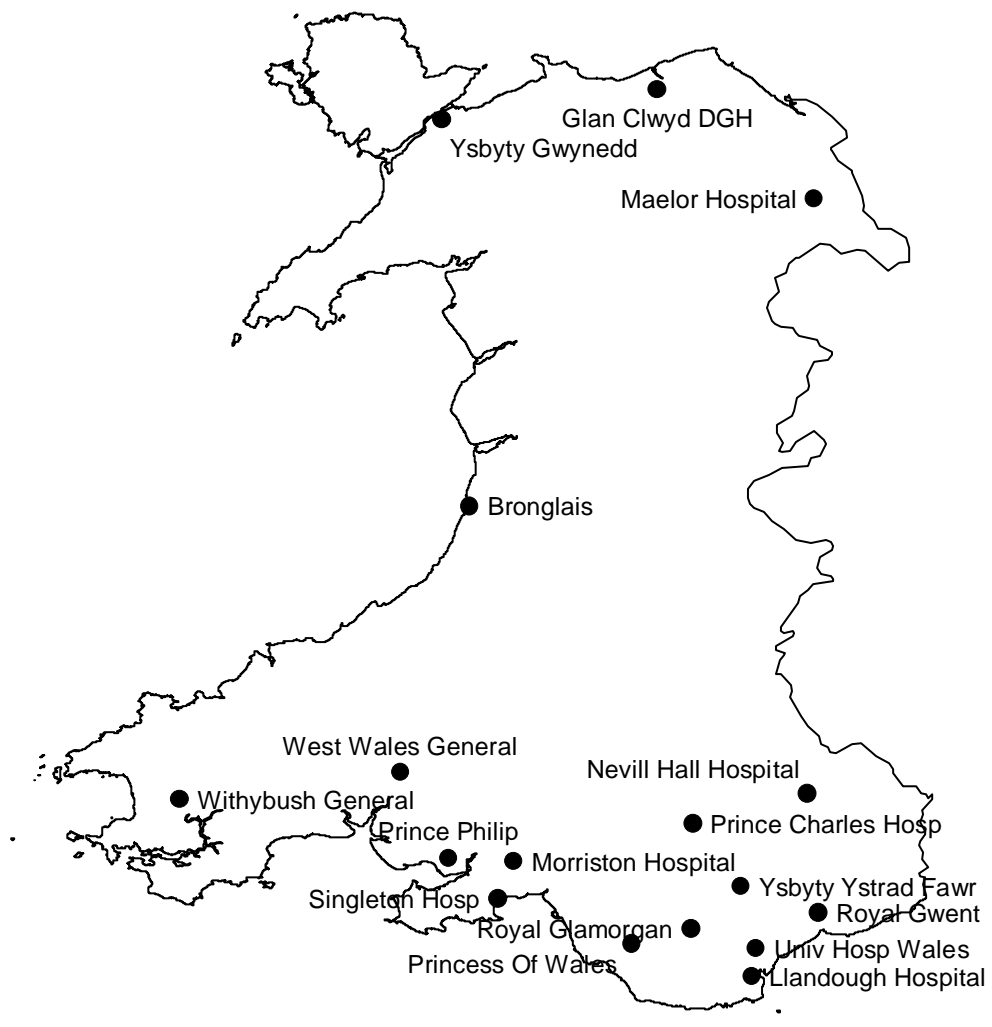 Glan Clwyd DGH
Ysbyty Gwynedd
Maelor Hospital
Bronglais
West Wales General
Nevill Hall Hospital
Withybush General
Prince Charles Hosp
Prince Philip
Morriston Hospital
Ysbyty Ystrad Fawr
Singleton Hosp
Royal Gwent
Royal Glamorgan
Univ Hosp Wales
Princess Of Wales
Llandough Hospital